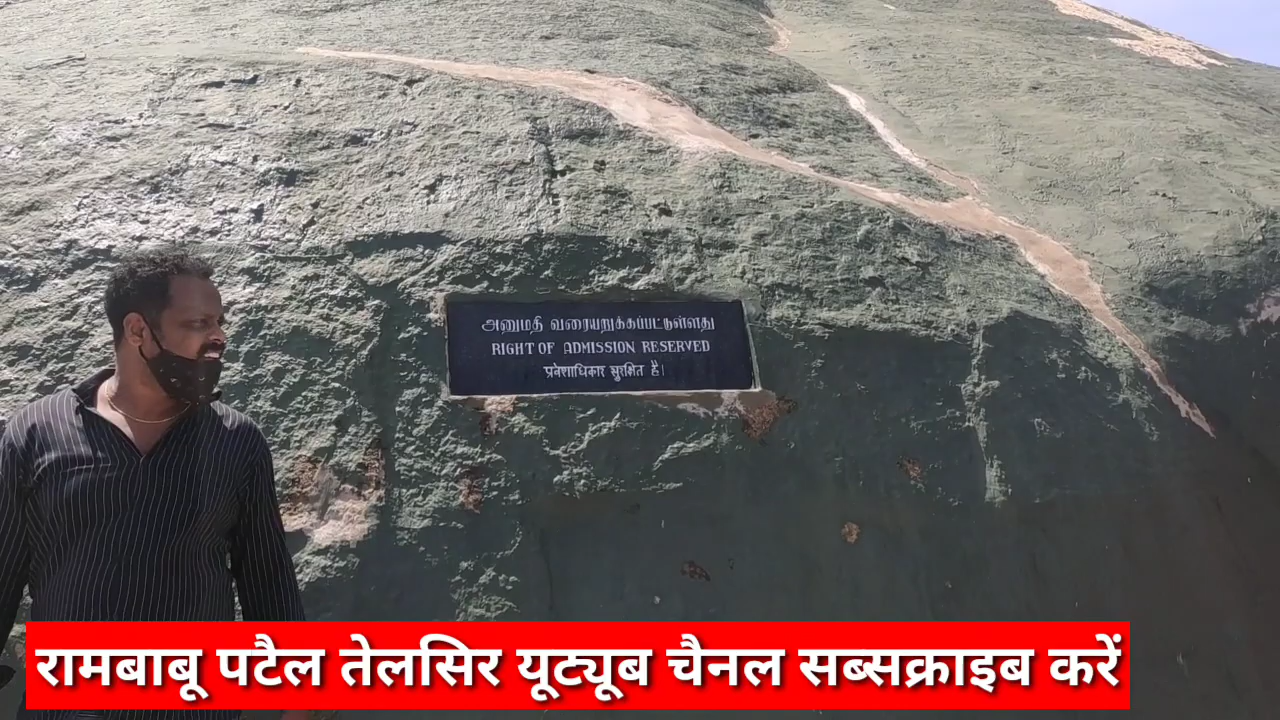 அனுமதி வரையறுக்கப்பட்டுள்ளது
RIGHT OF ADMISSION RESERVED
प्रवेशाधिकार सुरक्षित है।
रामबाबू पटैल तेलसिर यूट्यूब चैनल सब्सक्राइब करें